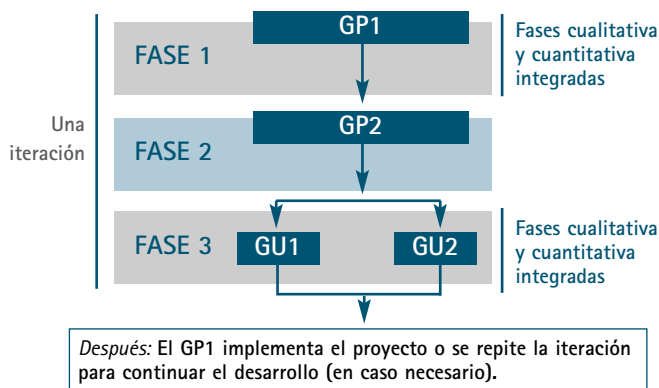 GP1
FASE 1
Fases cualitativa
y cuantitativa
integradas
Una
iteración
GP2
FASE 2
FASE 3
GU1
GU2
Fases cualitativa
y cuantitativa
integradas
Después: El GP1 implementa el proyecto o se repite la iteración
para continuar el desarrollo (en caso necesario).